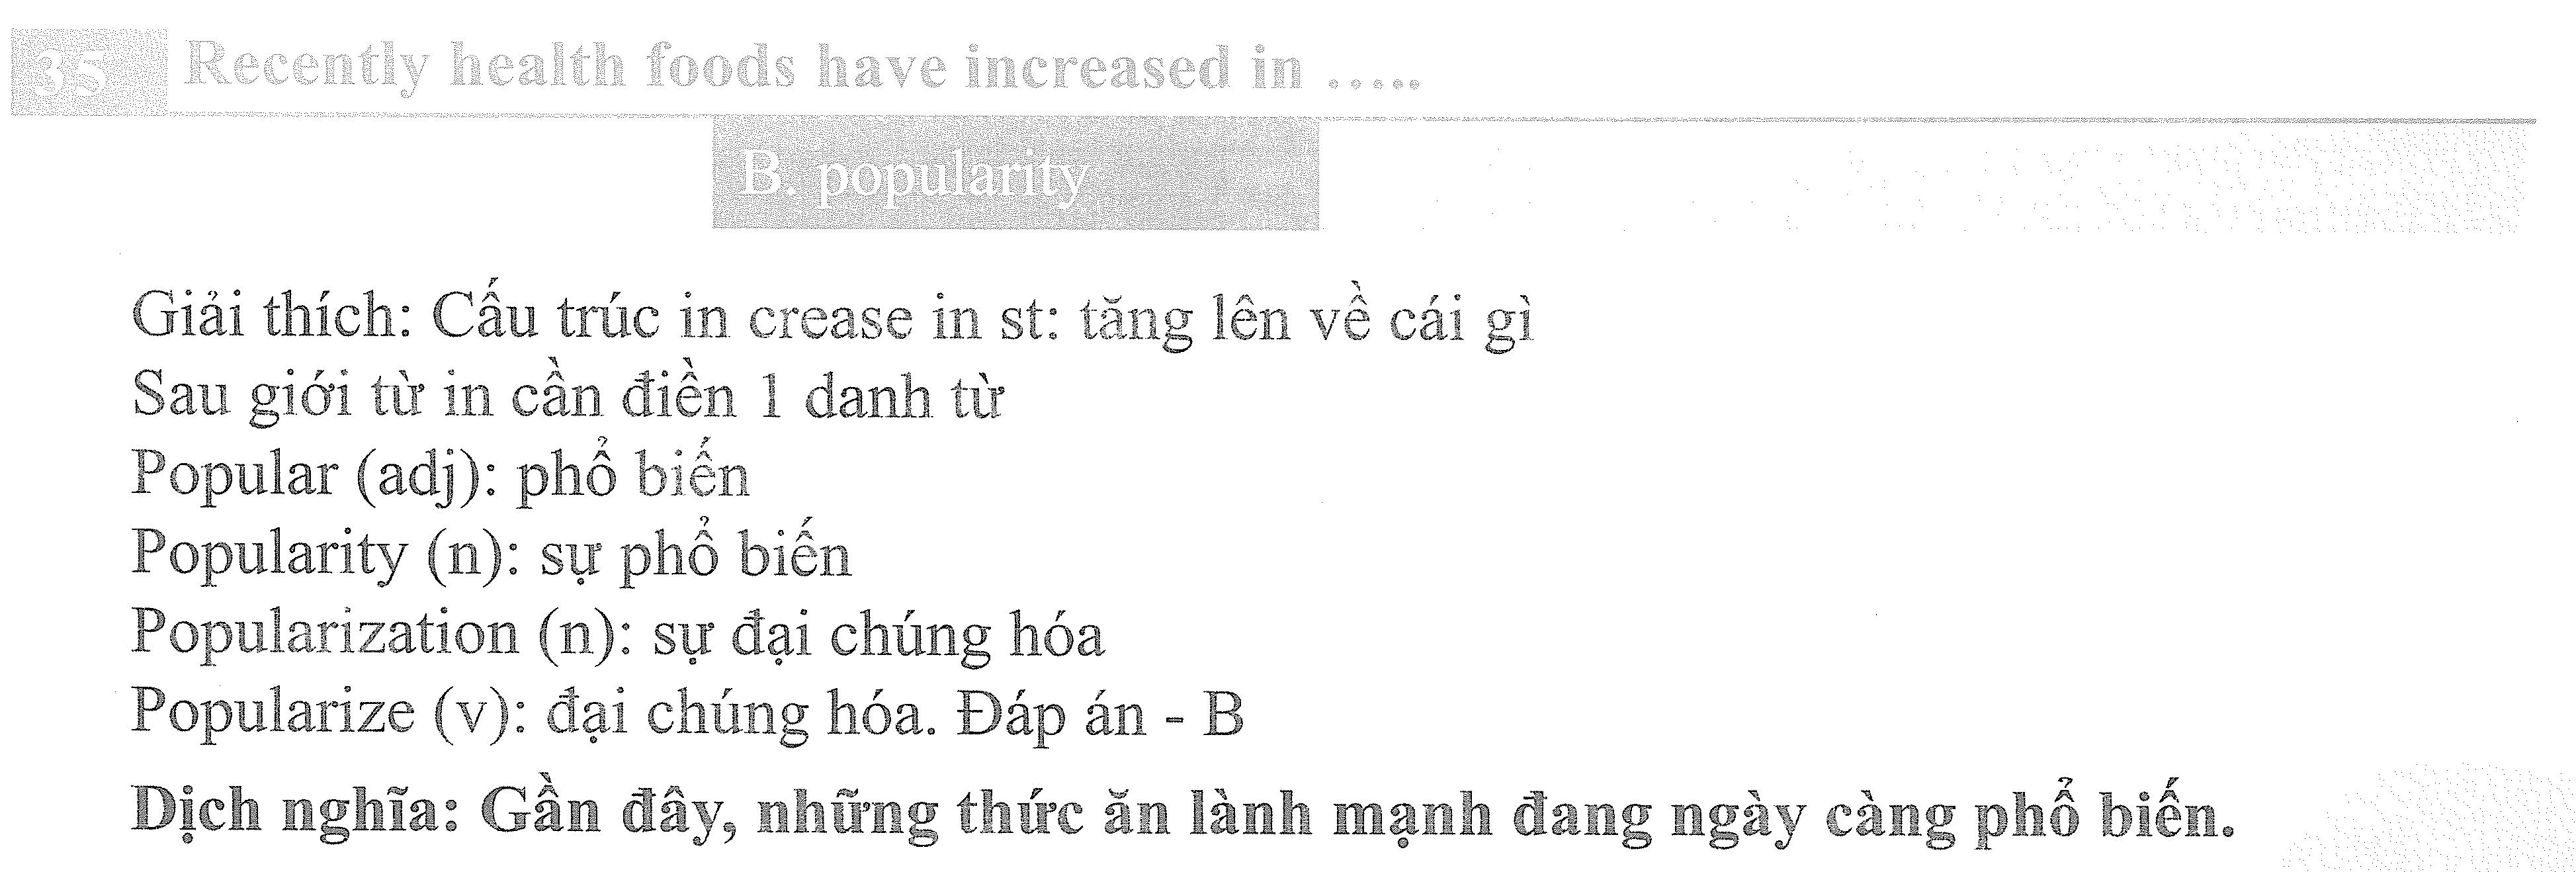 35 Recently health foods have increased in .....
B. popularity
Giải thích: Cấu trúc in crease in st: tăng lên về cái gì
Sau giới từ in cần điền 1 danh từ
Popular (adj): phổ biến
Popularity (n): sự phổ biến
Popularization (n): sự đại chúng hóa
Popularize (v): đại chúng hóa. Đáp án - B
Dịch nghĩa: Gần đây, những thức ăn lành mạnh đang ngày càng phổ biến.